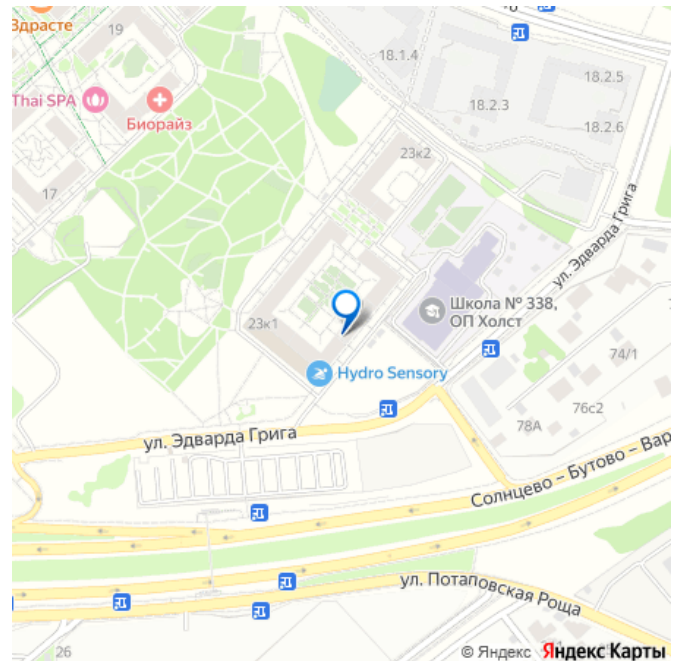 Здрасте
19
18.1.4
18.2.5
18.2.3
18.2.6
Thai SPA
Биорайз
23к2
17
ул. Эдварда Грига
Школа № 338,
ОП Холст
23к1
74/1
Hydro Sensory
76с2
78А
ул. Эдварда Грига
Солнцево – Бутово – Вар
ул. Потаповская Роща
26
© Яндекс Яндекс Карты